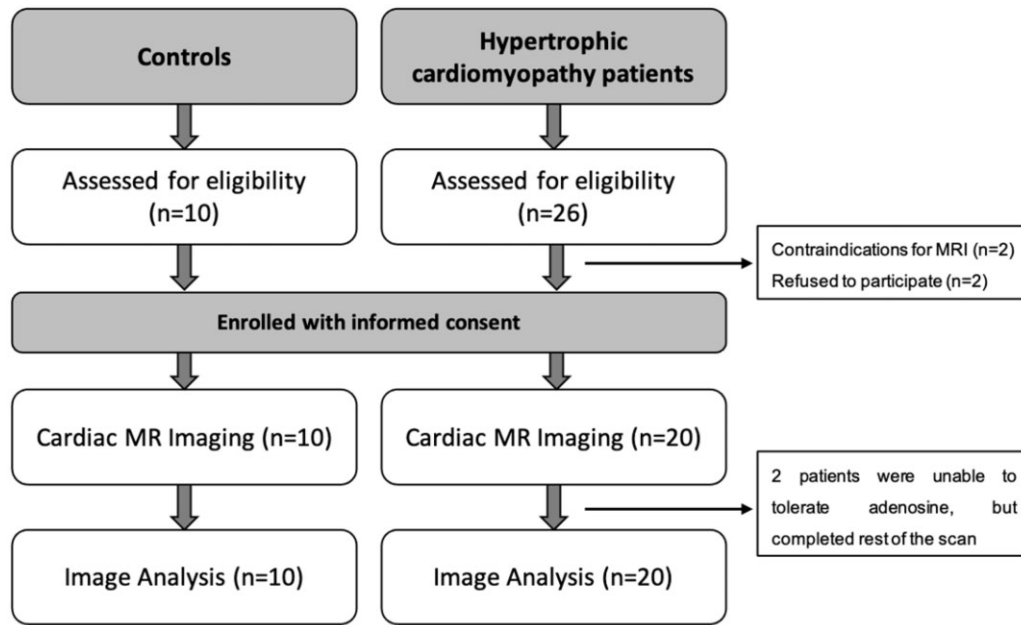 Controls
Hypertrophic
cardiomyopathy patients
Assessed for eligibility
(n=10)
Assessed for eligibility
(n=26)
Contraindications for MRI (n=2)
Refused to participate (n=2)
Enrolled with informed consent
Cardiac MR Imaging (n=10)
Cardiac MR Imaging (n=20)
2 patients were unable to
tolerate adenosine, but
completed rest of the scan
Image Analysis (n=10)
Image Analysis (n=20)